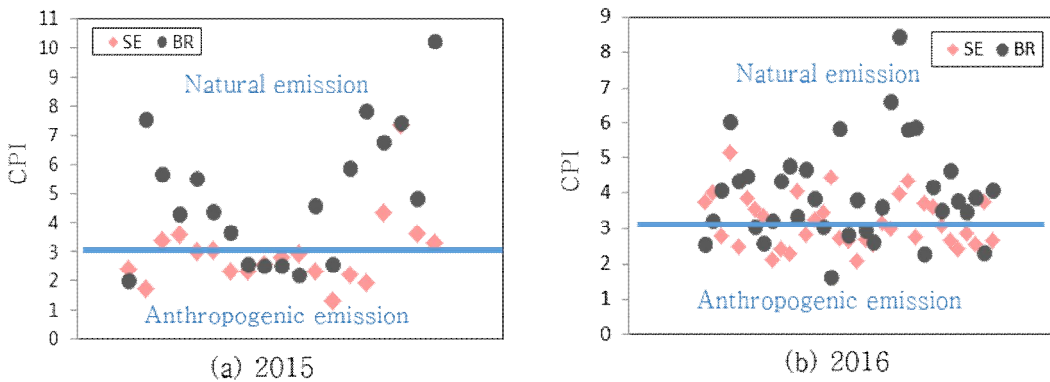 CPI
11
10
9
8
7
6
5
4
3
2
1
0
SE BR
Natural emission
Anthropogenic emission
(a) 2015
CPI
9
8
7
6
5
4
3
2
1
0
SE BR
Natural emission
Anthropogenic emission
(b) 2016